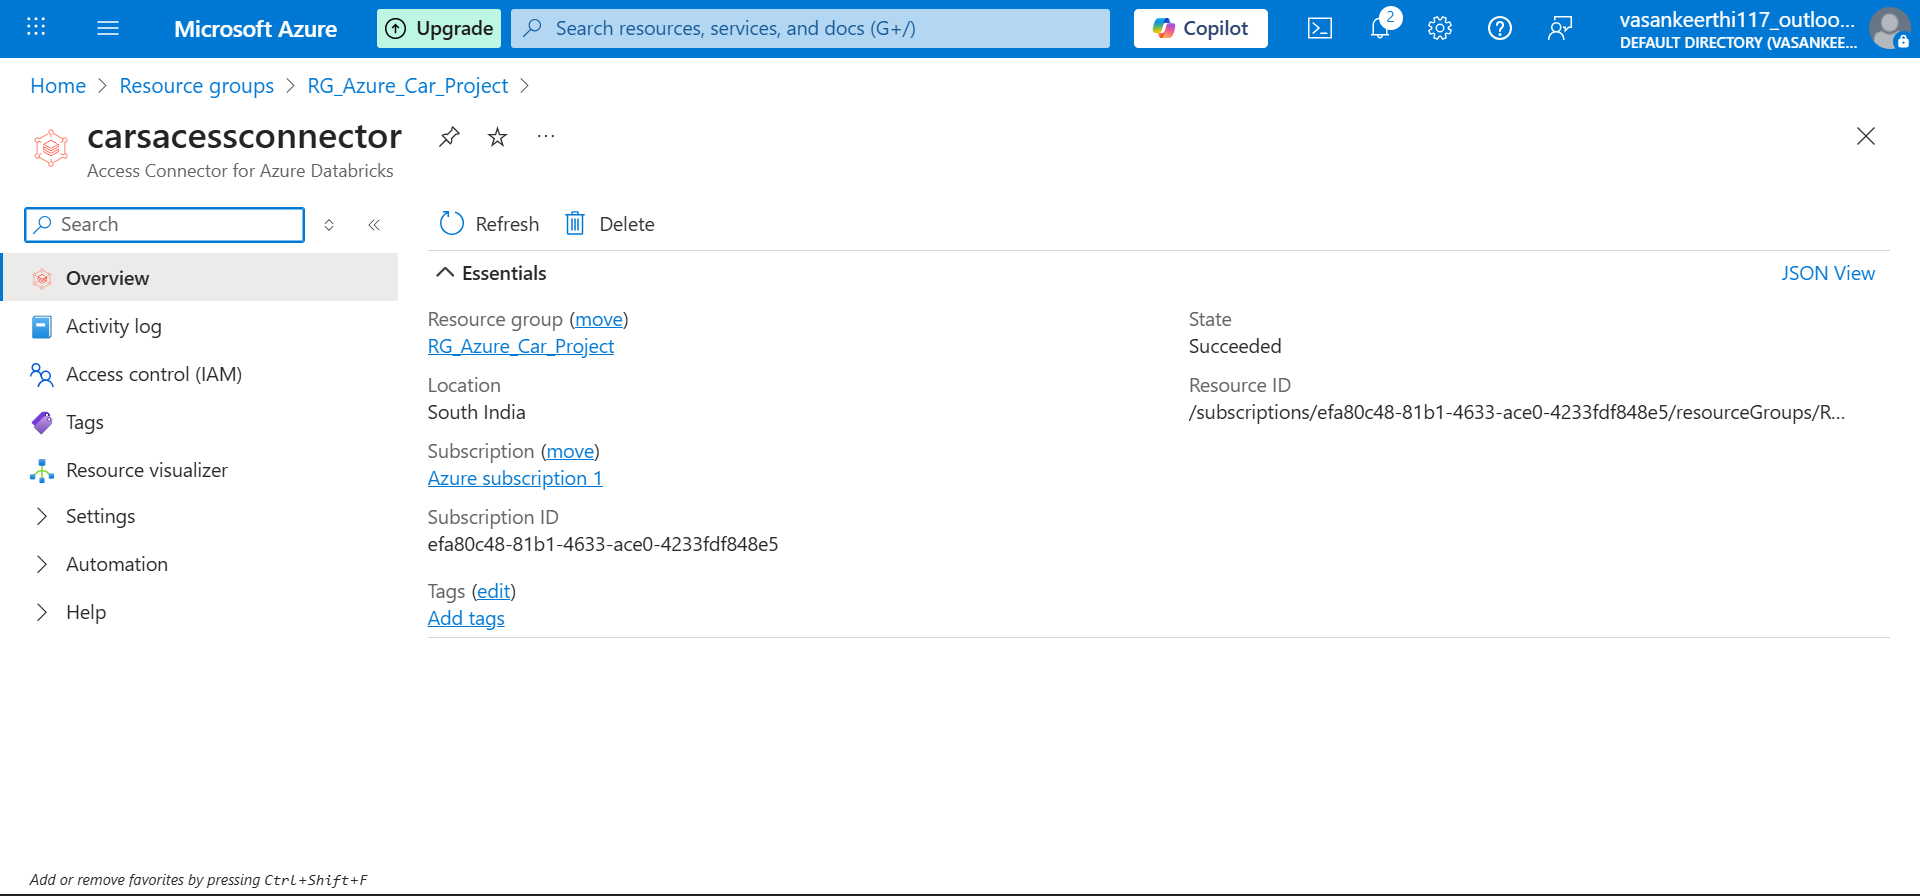 Microsoft Azure
Upgrade
Search resources, services, and docs (G+/)
Copilot
2
vasankeerthi117_outloo...
DEFAULT DIRECTORY (VASANKEE...
Home > Resource groups > RG_Azure_Car_Project >
carsacessconnector
...
Access Connector for Azure Databricks
Search
Refresh
Delete
Overview
Activity log
Access control (IAM)
Tags
Resource visualizer
Settings
Automation
Help
Essentials
JSON View
Resource group (move)
RG_Azure_Car_Project
Location
South India
Subscription (move)
Azure subscription 1
Subscription ID
efa80c48-81b1-4633-ace0-4233fdf848e5
Tags (edit)
Add tags
State
Succeeded
Resource ID
/subscriptions/efa80c48-81b1-4633-ace0-4233fdf848e5/resourceGroups/R...
Add or remove favorites by pressing Ctrl+Shift+F